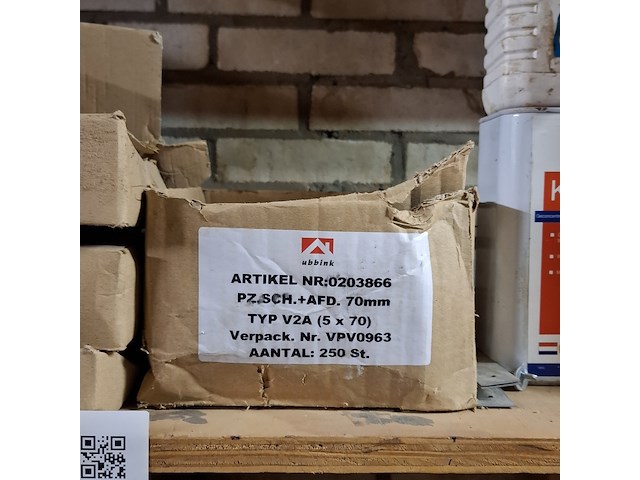 ubbink
ARTIKEL NR:0203866
PZ.SCH.+AFD. 70mm
TYP V2A (5 x 70)
Verpack. Nr. VPV0963
AANTAL: 250 St.
K